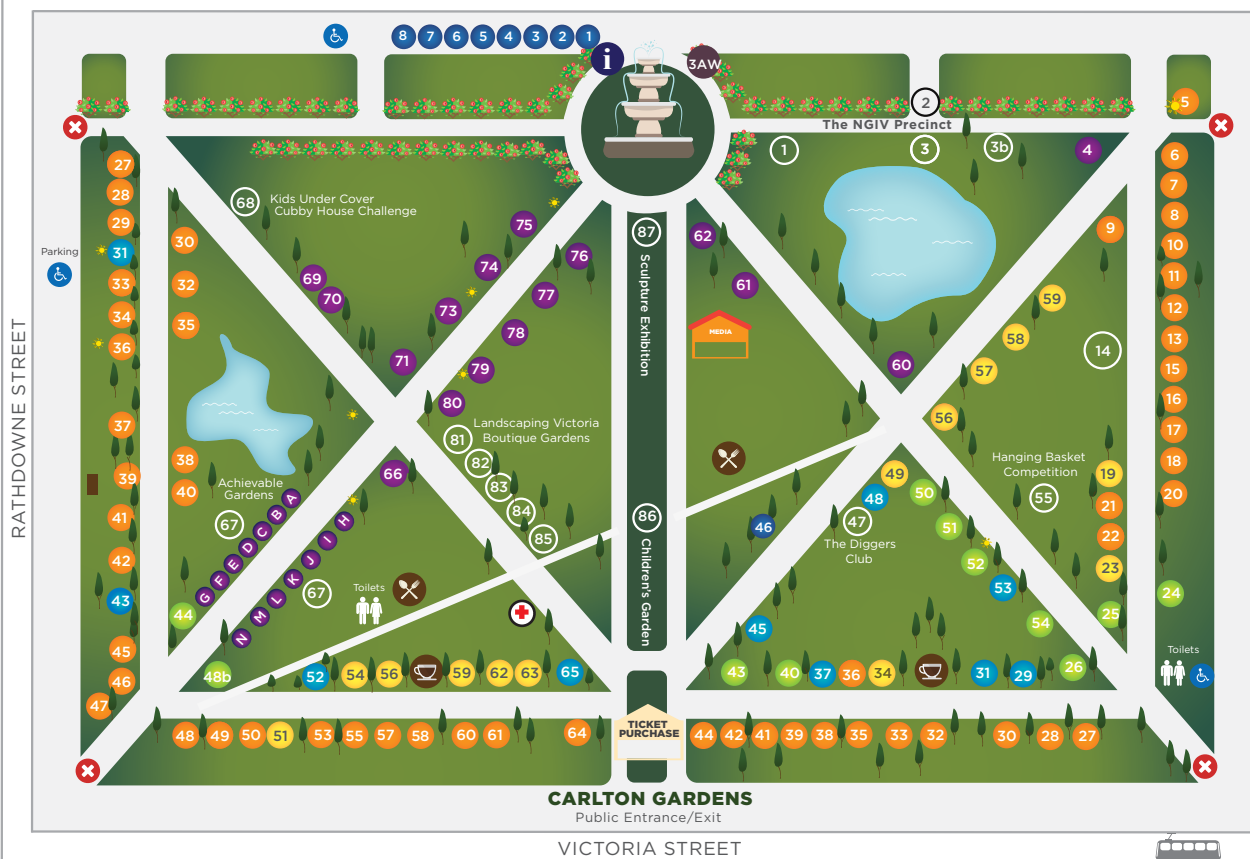 8 7 6 5 4 3 2 1
i
3AW
2
5
The NGIV Precinct
1
3
3b
4
6
7
8
9
10
11
12
13
14
15
16
17
18
19
20
21
22
23
24
25
27
28
29
30
Parking
31
32
33
34
35
36
37
38
39
40
41
42
43
44
45
46
47
68
Kids Under Cover
Cubby House Challenge
69
70
71
73
74
75
76
77
78
79
80
Landscaping Victoria
Boutique Gardens
81
82
83
84
85
66
Achievable
Gardens
67
A
B
C
D
E
F
G
H
I
J
K
L
M
N
67
Toilets
87
Sculpture Exhibition
86
Children's Garden
62
61
MEDIA
60
59
58
57
56
Hanging Basket
Competition
55
49
48
47
The Diggers
Club
46
45
50
51
52
53
54
Toilets
48b 52 54 56 59 62 63 65
43 40 37 36 34 31 29 26
48 49 50 51 53 55 57 58 60 61 64
TICKET
PURCHASE
44 42 41 39 38 35 33 32 30 28 27
CARLTON GARDENS
Public Entrance/Exit
RATHDOWNE STREET
VICTORIA STREET